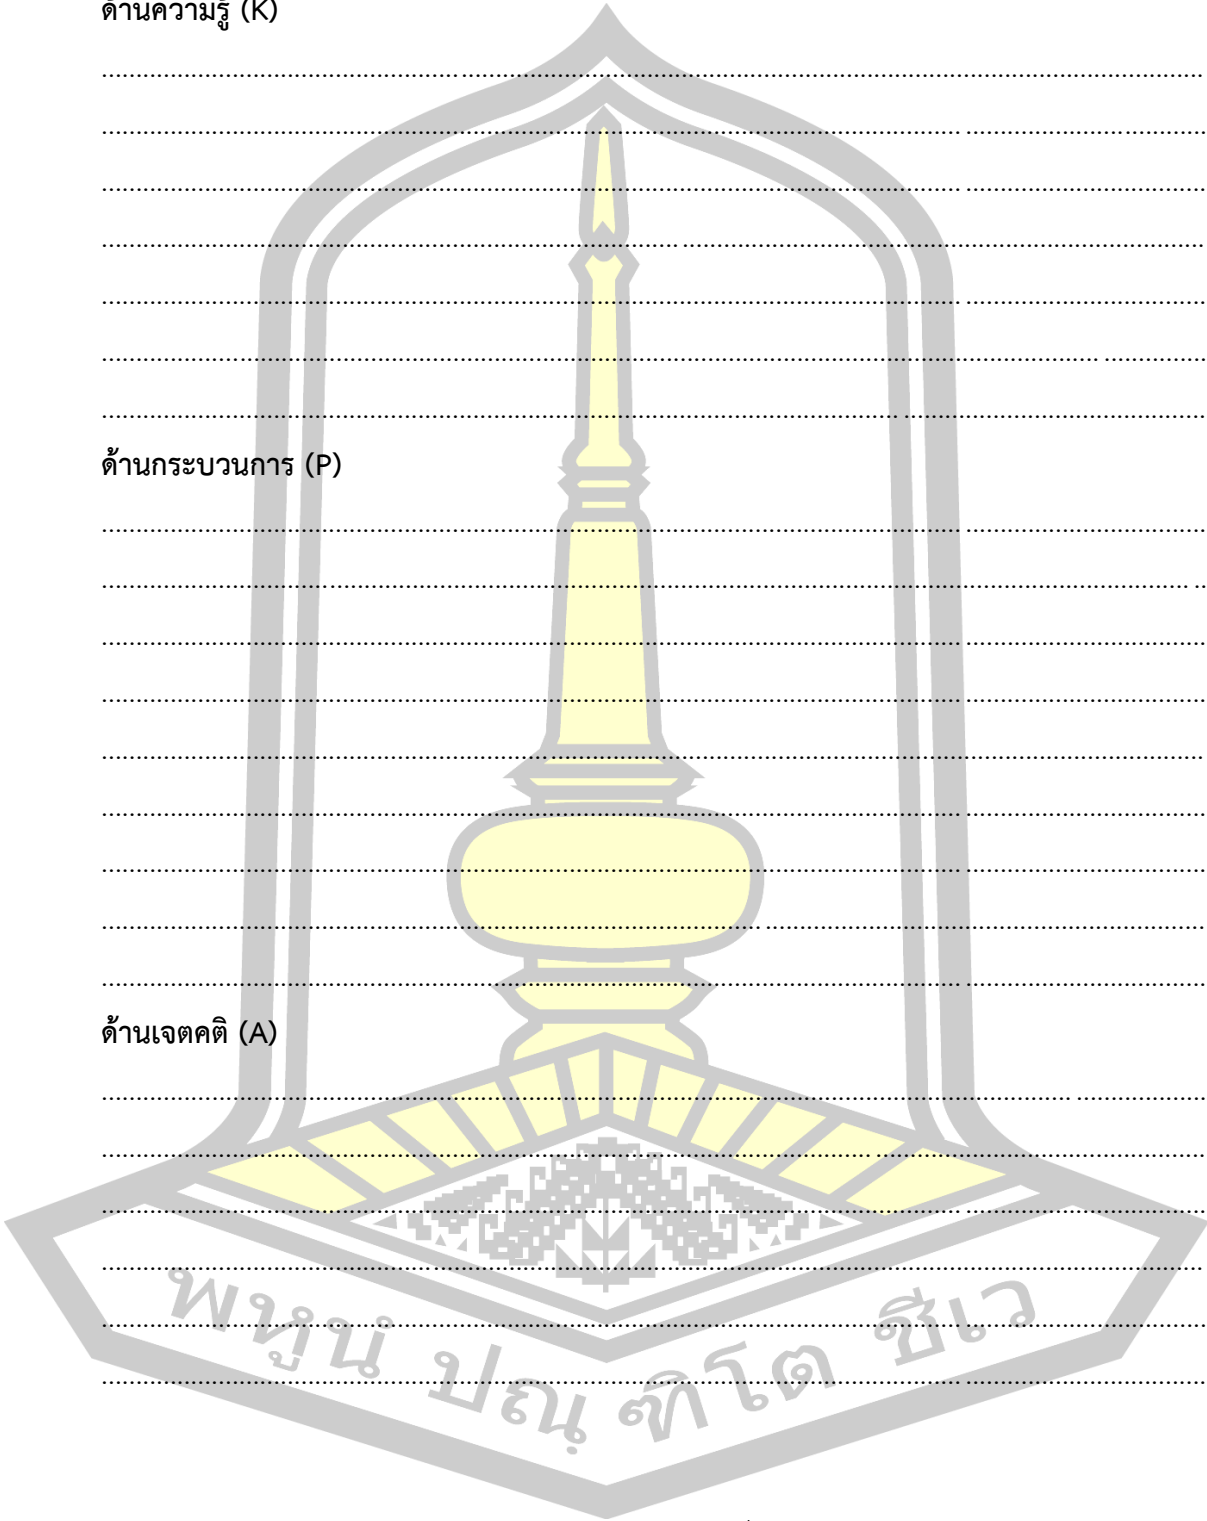 ด้านความรู้ (K)
ด้านกระบวนการ (P)
ด้านเจตคติ (A)
พหูนํ ปณฺฑิโต ชีเว